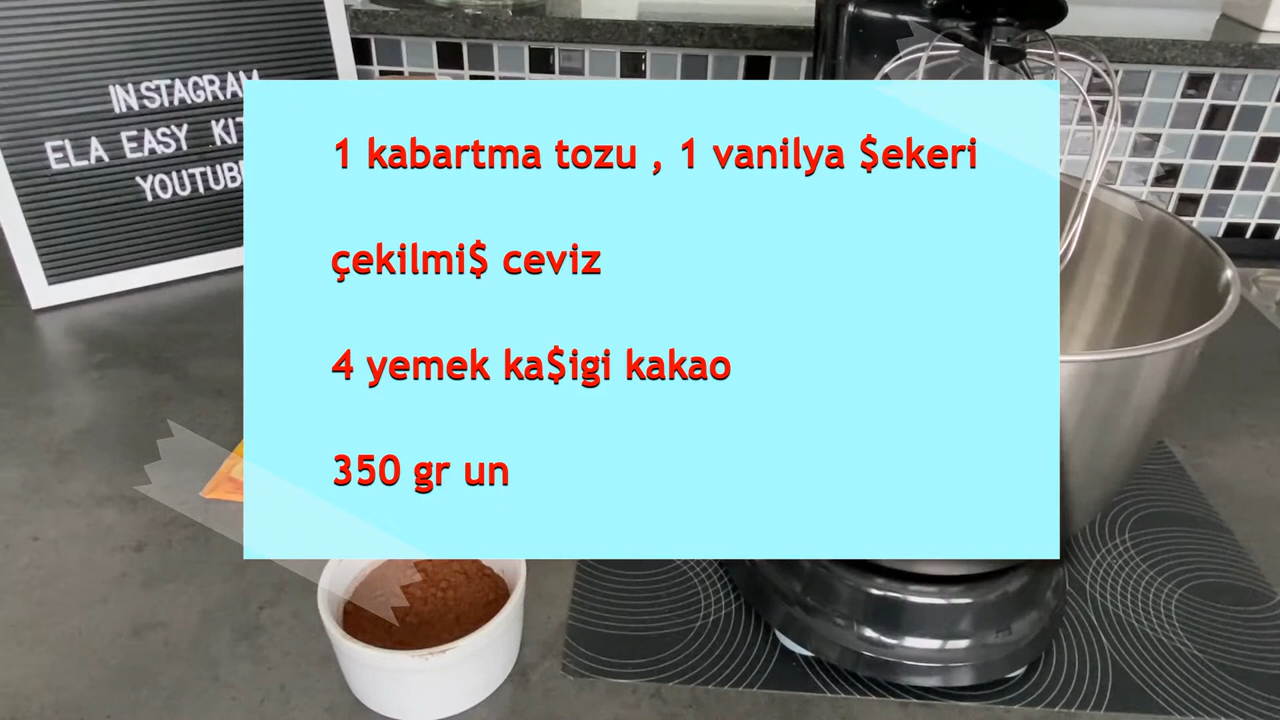 INSTAGRAM
ELA EASY KIT
YOUTUB
1 kabartma tozu , 1 vanilya $ekeri
çekilmi$ ceviz
4 yemek ka$igi kakao
350 gr un